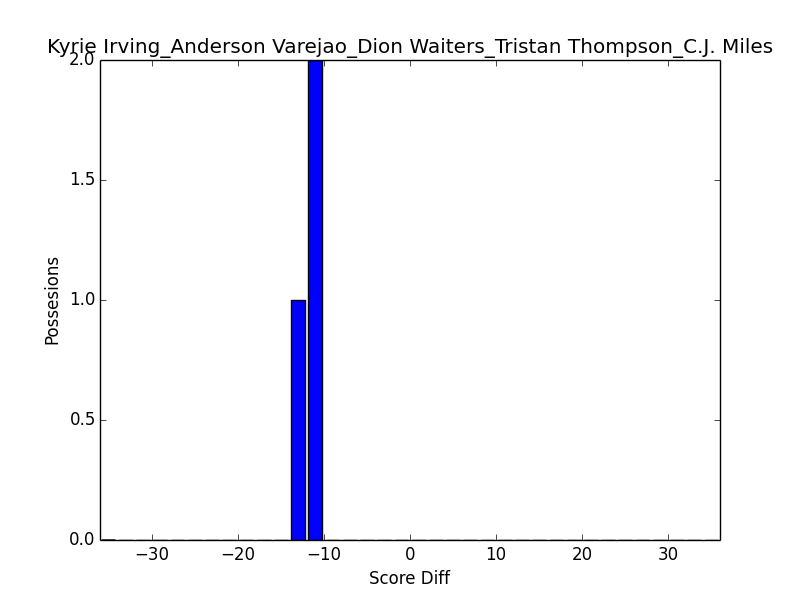 Kyrie Irving_Anderson Varejao_Dion Waiters_Tristan Thompson_C.J. Miles
2.0
1.5
1.0
0.5
0.0
Possesions
−30 −20 −10 0 10 20 30
Score Diff